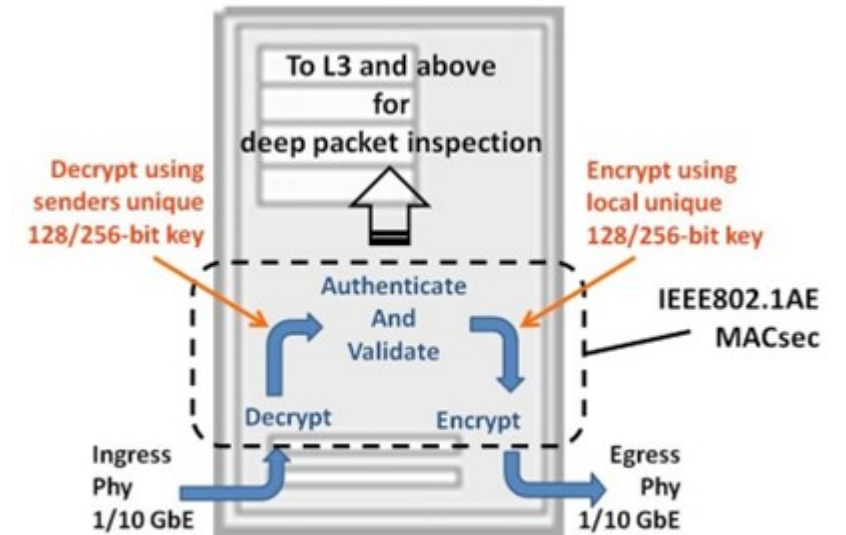 To L3 and above
for
deep packet inspection
Decrypt using
senders unique
128/256-bit key
Encrypt using
local unique
128/256-bit key
Authenticate
And
Validate
IEEE802.1AE
MACsec
Decrypt
Encrypt
Ingress
Phy
1/10 GbE
Egress
Phy
1/10 GbE